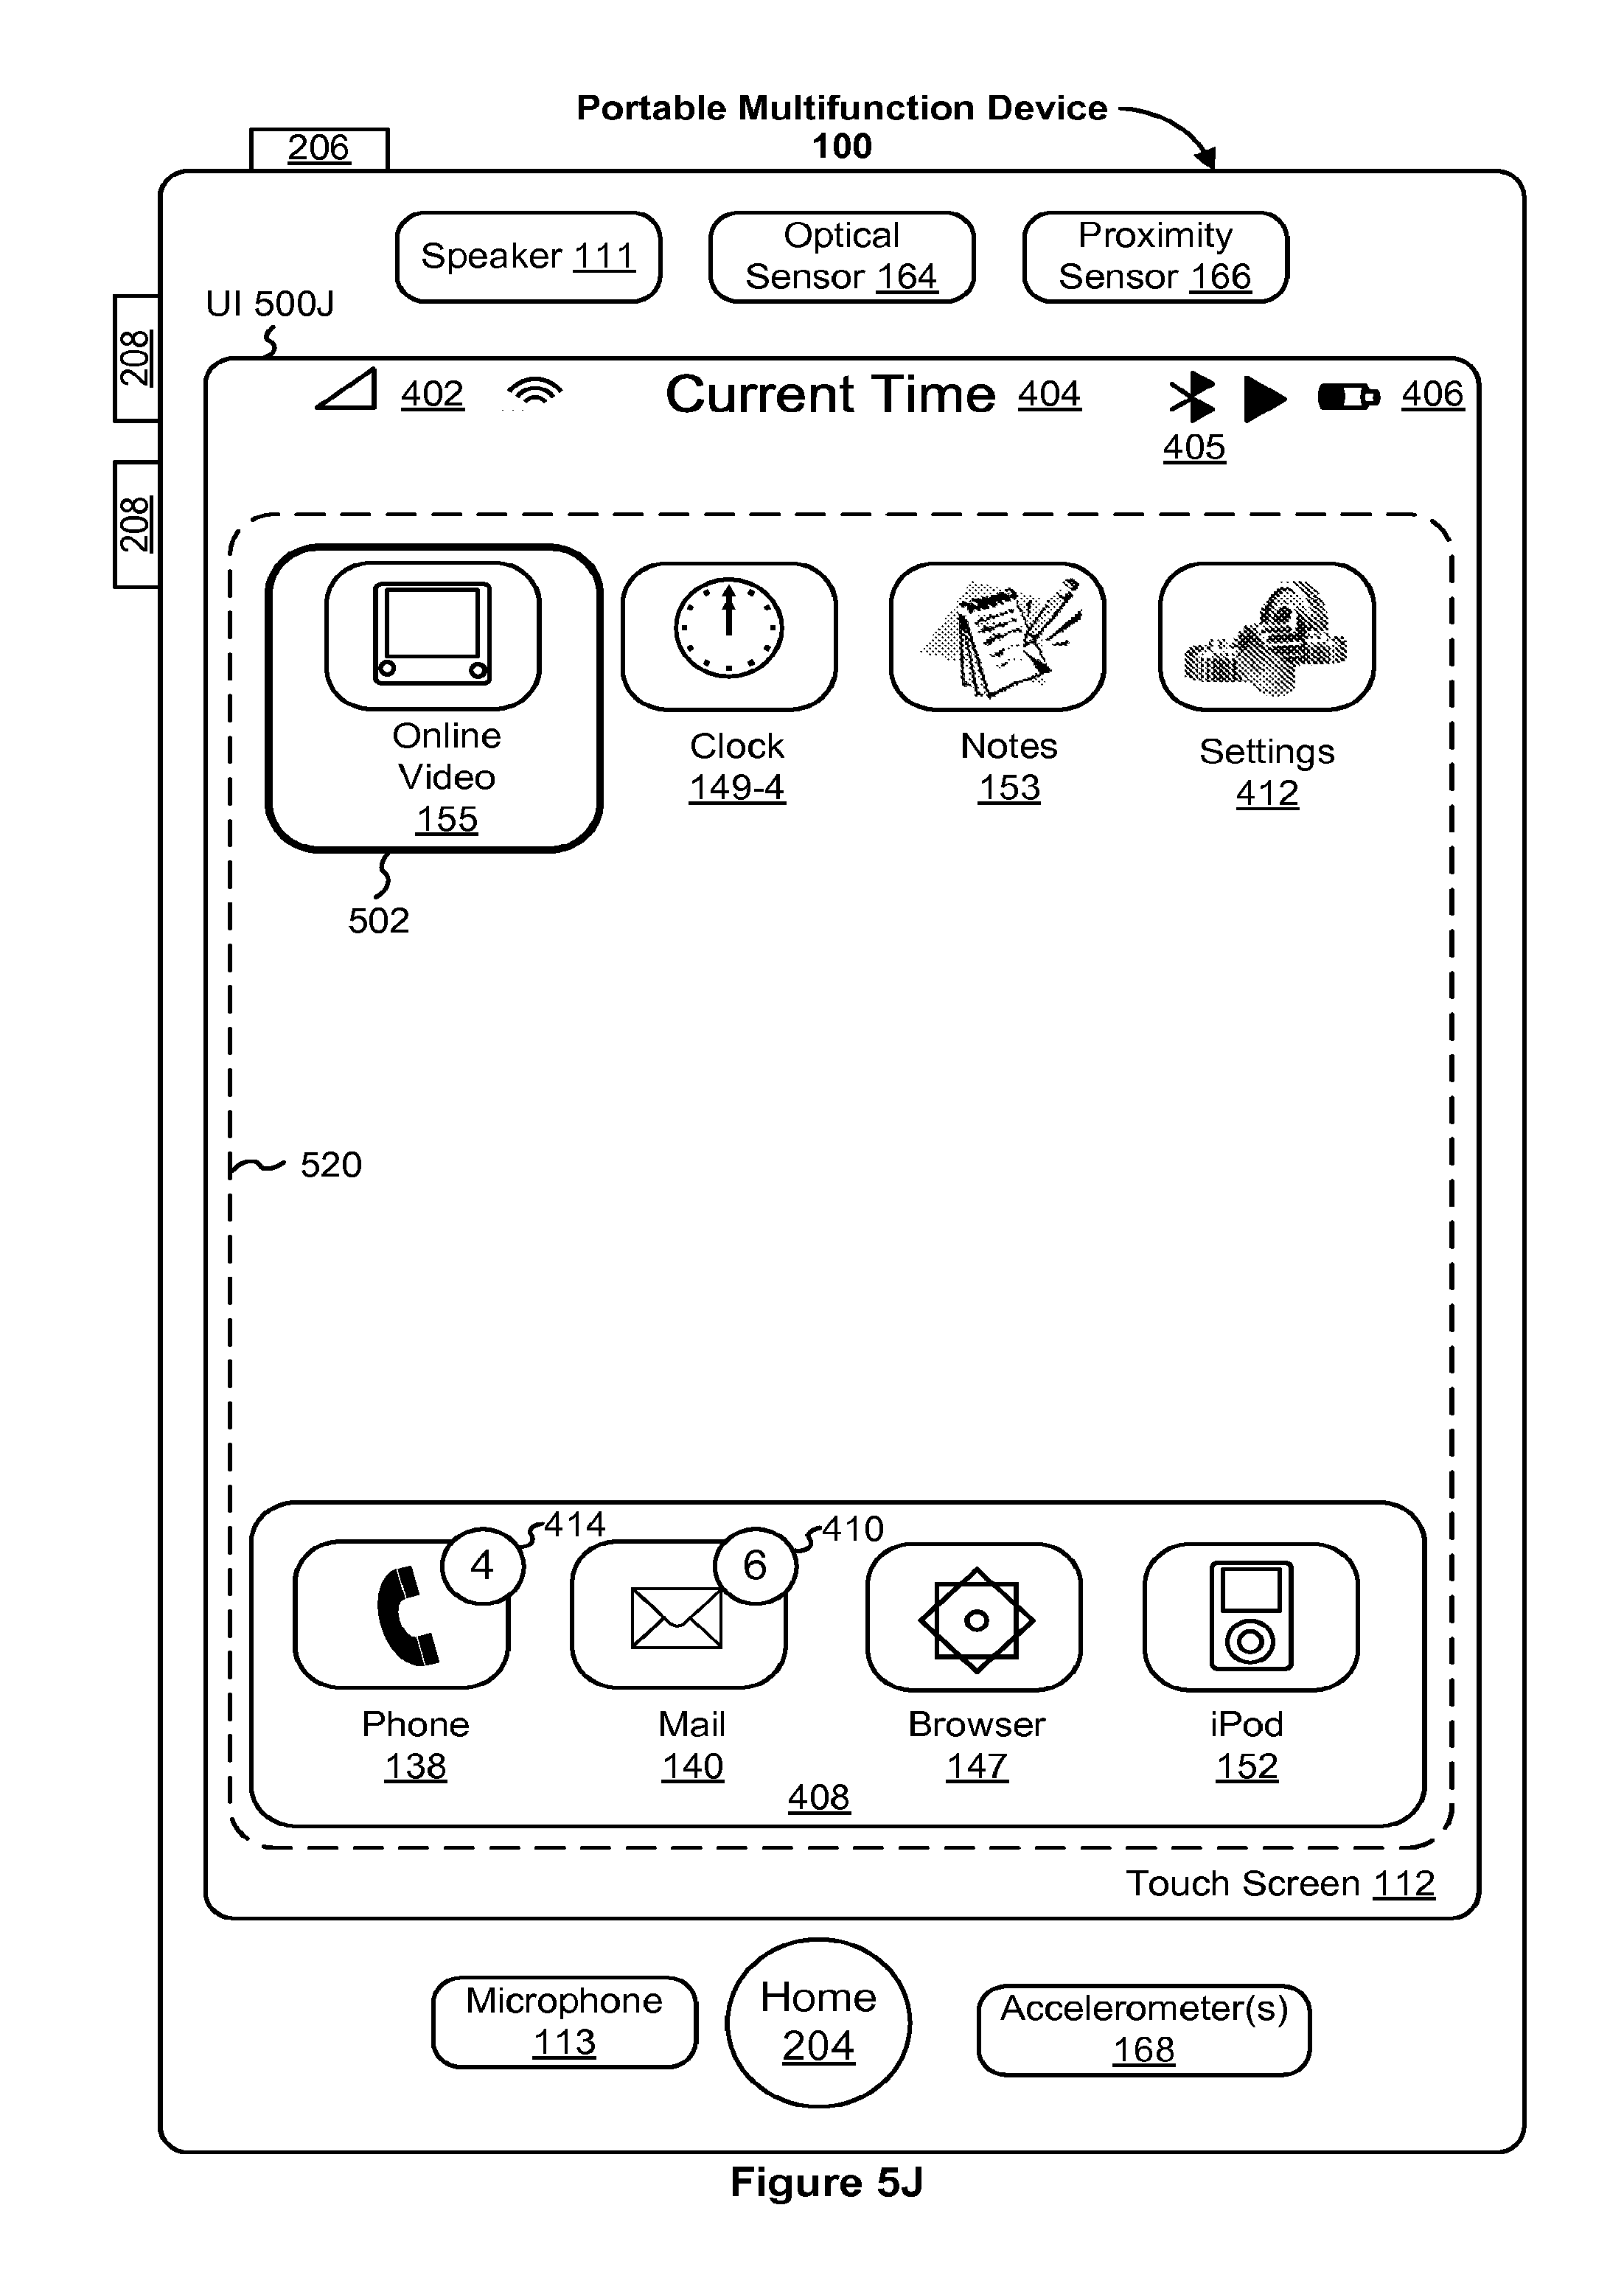 Portable Multifunction Device
100
206
Speaker 111
Optical
Sensor 164
Proximity
Sensor 166
UI 500J
208
208
402
Current Time 404
406
405
Online
Video
155
Clock
149-4
Notes
153
Settings
412
502
520
4
414
6
410
Phone
138
Mail
140
Browser
147
iPod
152
408
Touch Screen 112
Microphone
113
Home
204
Accelerometer(s)
168
Figure 5J